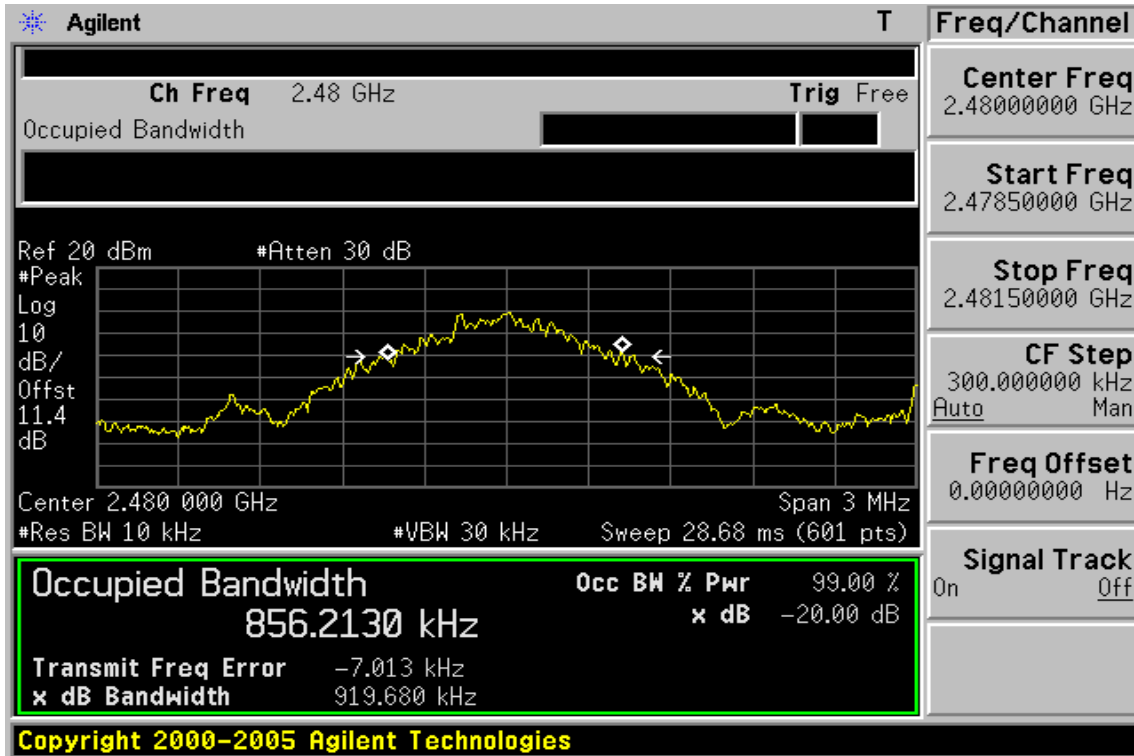 Agilent T
Ch Freq 2.48 GHz Trig Free
Occupied Bandwidth
Ref 20 dBm #Atten 30 dB
#Peak
Log
10
dB/
Offst
11.4
dB
Center 2.480 000 GHz Span 3 MHz
#Res BW 10 kHz #VBW 30 kHz Sweep 28.68 ms (601 pts)
Occupied Bandwidth
856.2130 kHz
Occ BW % Pwr 99.00 %
x dB -20.00 dB
Transmit Freq Error -7.013 kHz
x dB Bandwidth 919.680 kHz
Copyright 2000-2005 Agilent Technologies
Freq/Channel
Center Freq
2.48000000 GHz
Start Freq
2.47850000 GHz
Stop Freq
2.48150000 GHz
CF Step
300.000000 kHz
Auto Man
Freq Offset
0.00000000 Hz
Signal Track
On Off